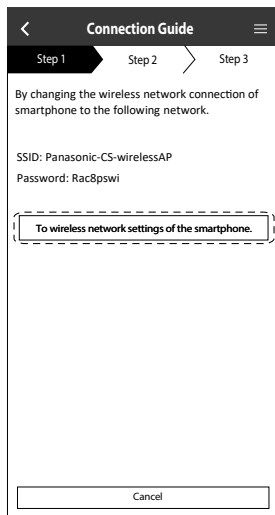 Connection Guide
Step 1
Step 2
Step 3
By changing the wireless network connection of
smartphone to the following network.
SSID: Panasonic-CS-wirelessAP
Password: Rac8pswi
To wireless network settings of the smartphone.
Cancel